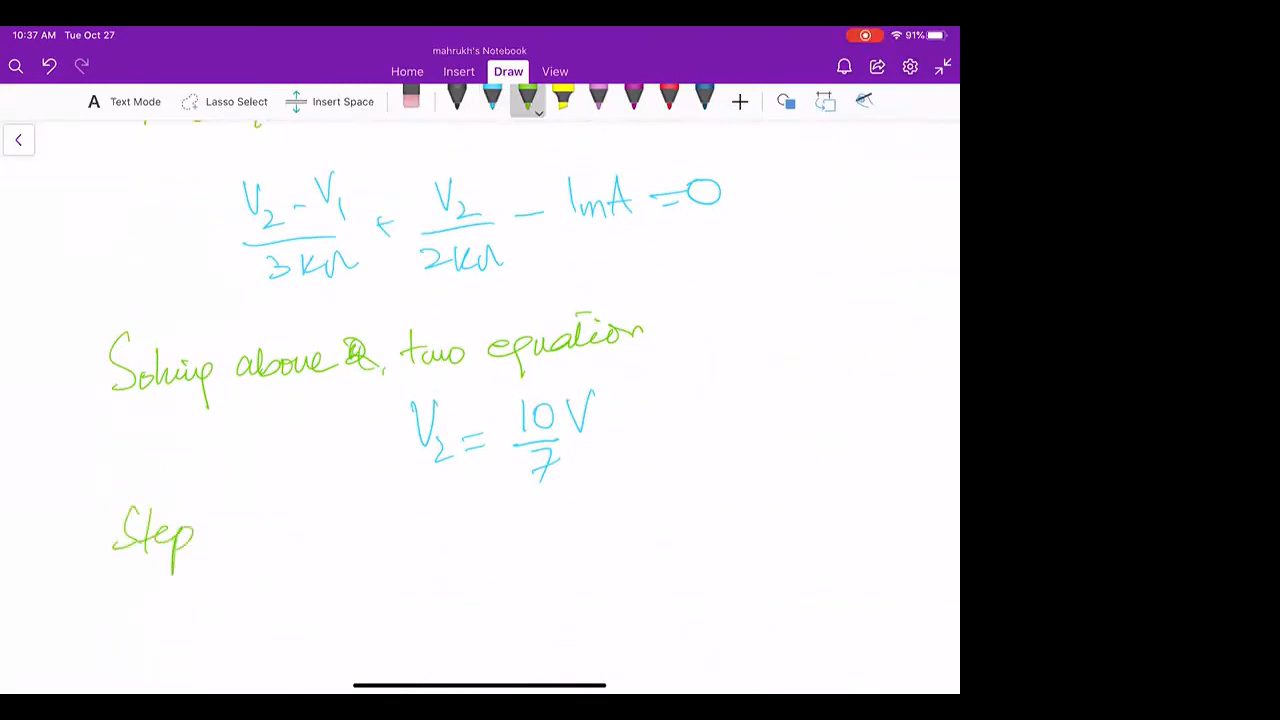 10:37 AM Tue Oct 27
91%
mahrukh's Notebook
Home Insert Draw View
Text Mode Lasso Select Insert Space
V₂ - V₁ / 3KΩ + V₂ / 2KΩ - 1mA = 0
Solving above two equation
V₂ = 10/7 V
Step